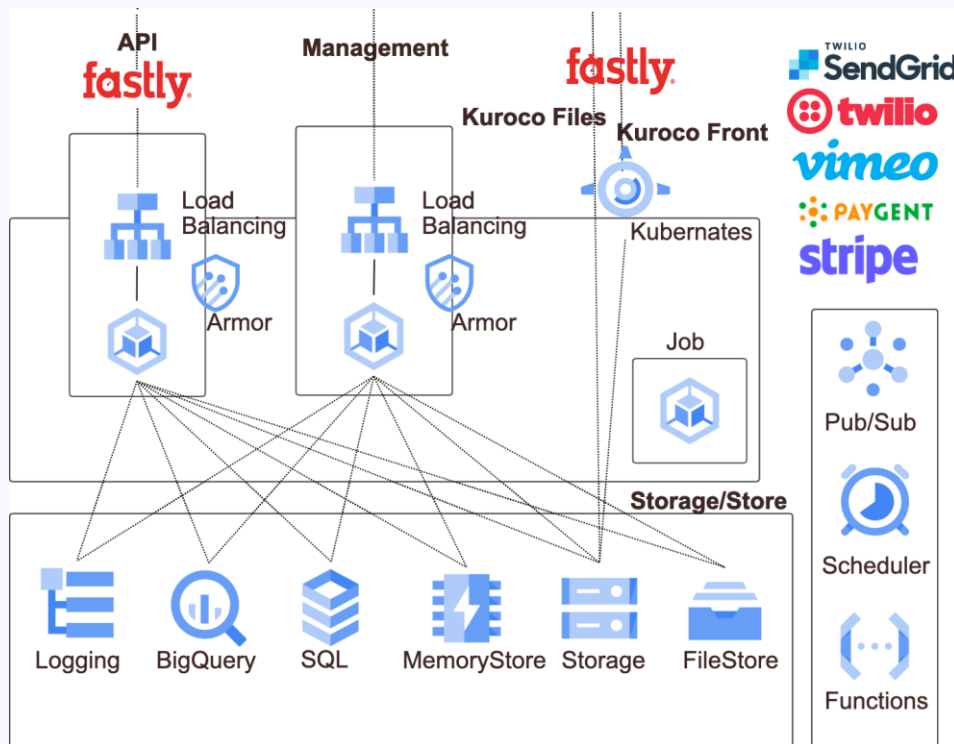 API
fastly.
Management
fastly.
Kuroco Files
Kuroco Front
TWILIO
SendGrid
twilio
vimeo
PAYGENT
stripe
Load
Balancing
Armor
Load
Balancing
Armor
Kubernates
Job
Storage/Store
Logging
BigQuery
SQL
MemoryStore
Storage
FileStore
Pub/Sub
Scheduler
Functions